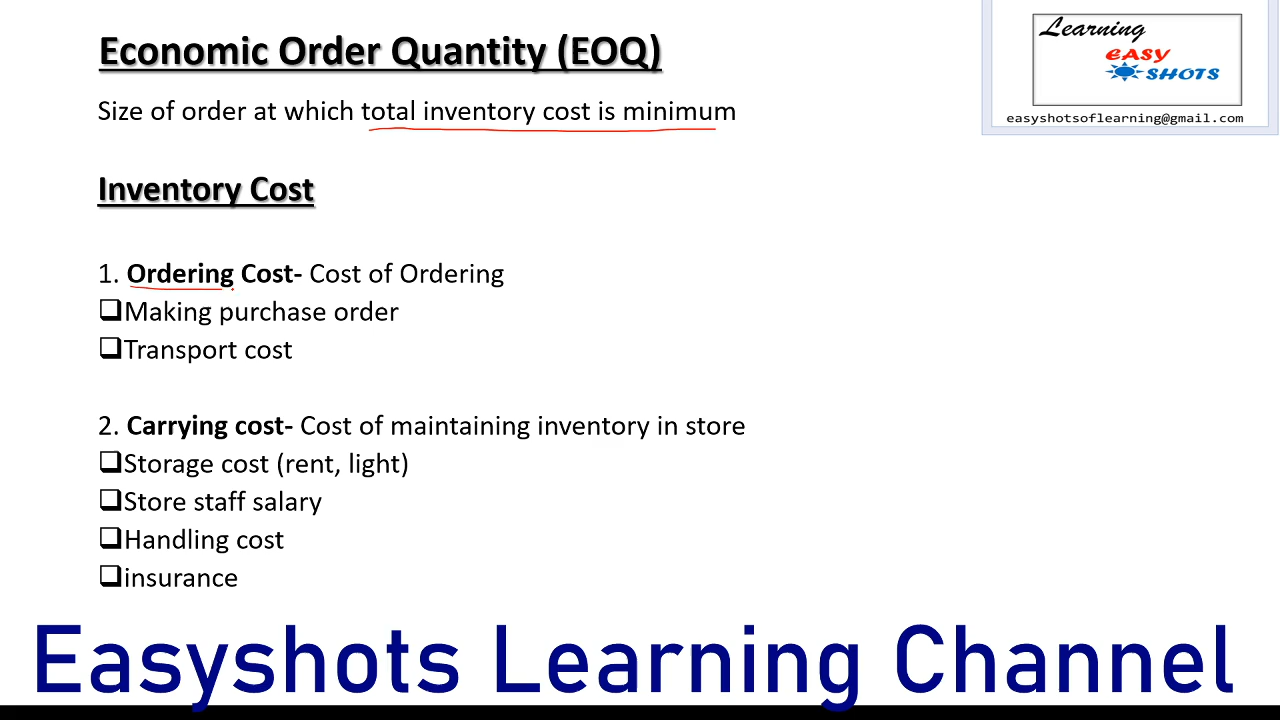 Economic Order Quantity (EOQ)
Size of order at which total inventory cost is minimum
Learning
EASY
SHOTS
easyshotsoflearning@gmail.com
Inventory Cost
1. Ordering Cost- Cost of Ordering
❑Making purchase order
❑Transport cost
2. Carrying cost- Cost of maintaining inventory in store
❑Storage cost (rent, light)
❑Store staff salary
❑Handling cost
❑insurance
Easyshots Learning Channel